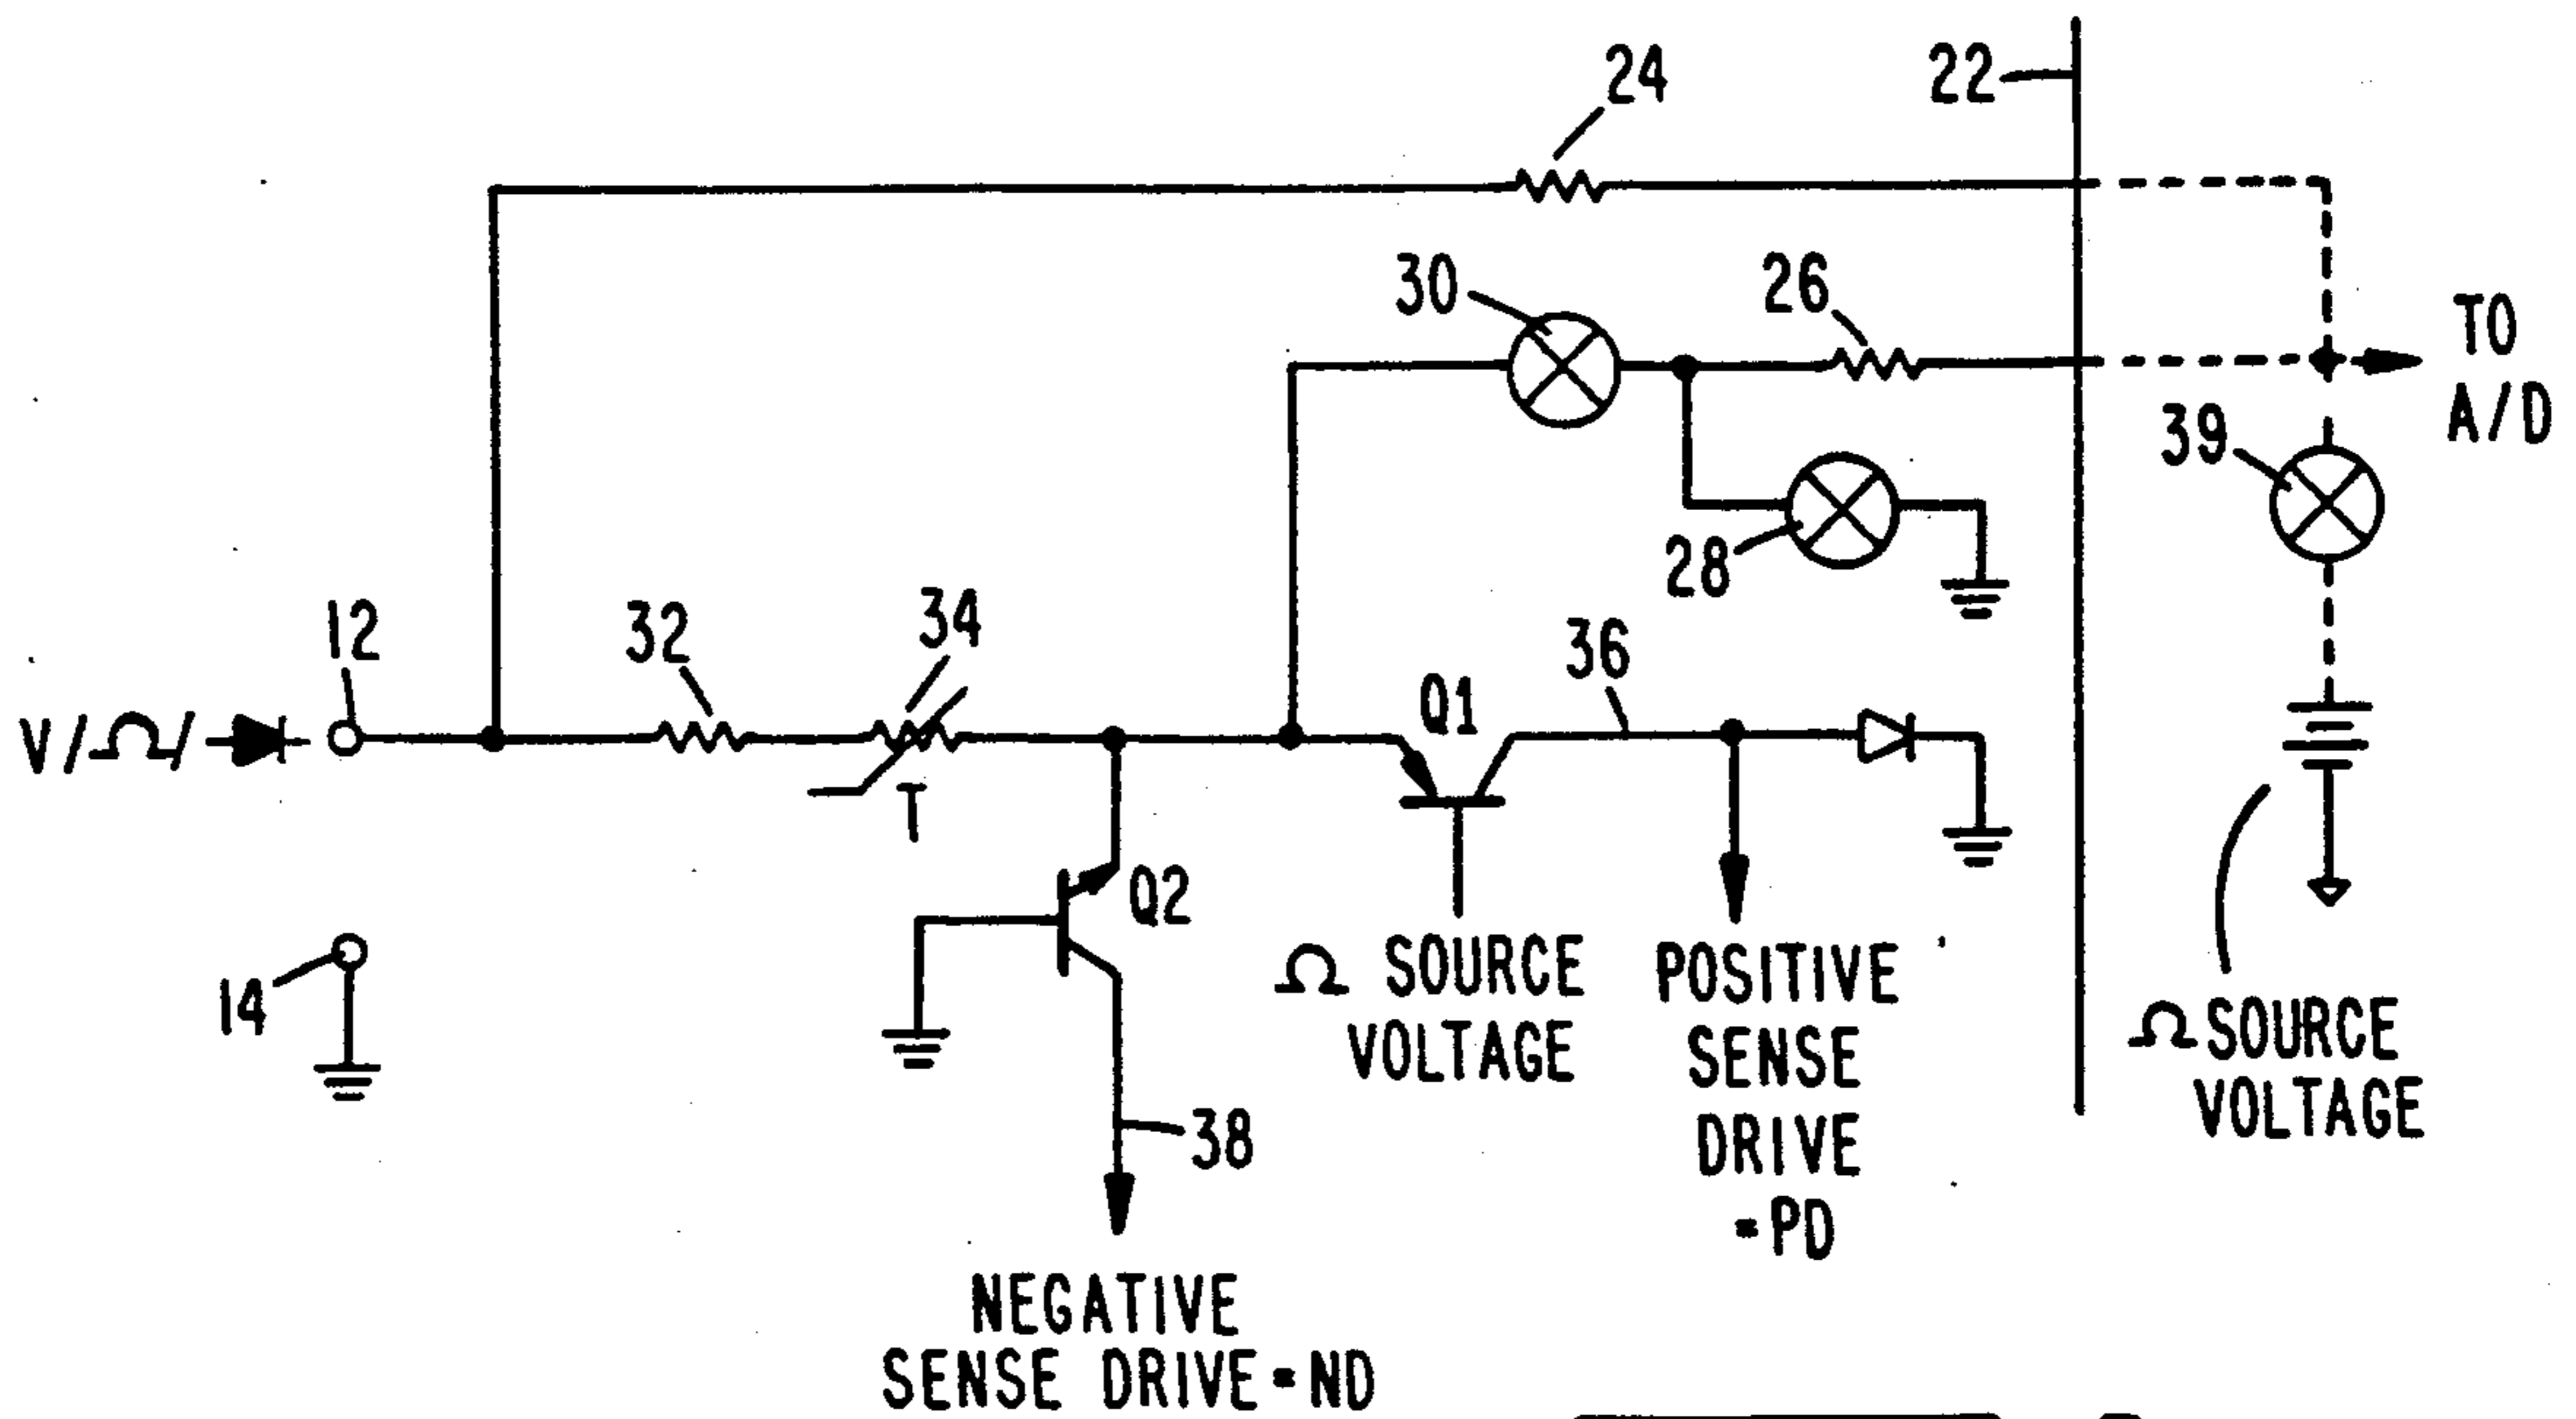 24
22
30
26
TO
A/D
39
28
12
32
34
36
Q1
V/Ω/
T
Q2
14
Ω SOURCE
VOLTAGE
POSITIVE
SENSE
DRIVE
=PD
Ω SOURCE
VOLTAGE
38
NEGATIVE
SENSE DRIVE=ND